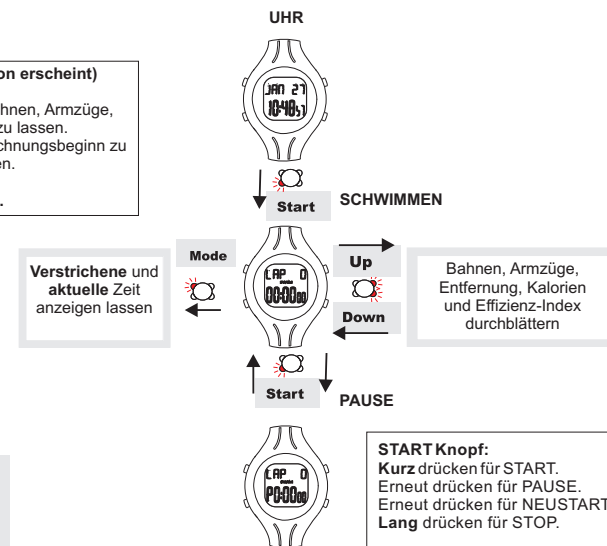 UHR
on erscheint)
hnen, Armzüge,
zu lassen.
chnungsbeginn zu
en.
.
JAN 27
10:48 57
Start
SCHWIMMEN
Mode
Verstrichene und
aktuelle Zeit
anzeigen lassen
LAP 0
00:00 00
Up
Down
Bahnen, Armzüge,
Entfernung, Kalorien
und Effizienz-Index
durchblättern
Start
PAUSE
LAP 0
P0:00 00
START Knopf:
Kurz drücken für START.
Erneut drücken für PAUSE.
Erneut drücken für NEUSTART
Lang drücken für STOP.